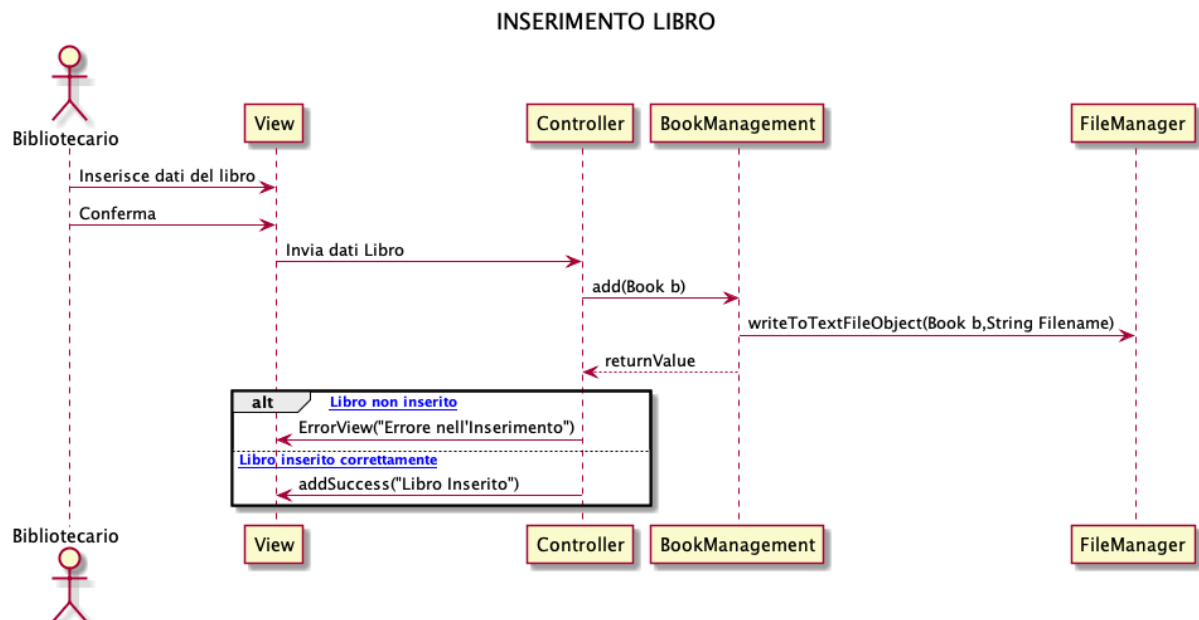 INSERIMENTO LIBRO
Bibliotecario
View
Controller
BookManagement
FileManager
Inserisce dati del libro
Conferma
Invia dati Libro
add(Book b)
writeToTextFileObject(Book b,String Filename)
returnValue
alt
Libro non inserito
ErrorView("Errore nell'Inserimento")
Libro inserito correttamente
addSuccess("Libro Inserito")
Bibliotecario
View
Controller
BookManagement
FileManager